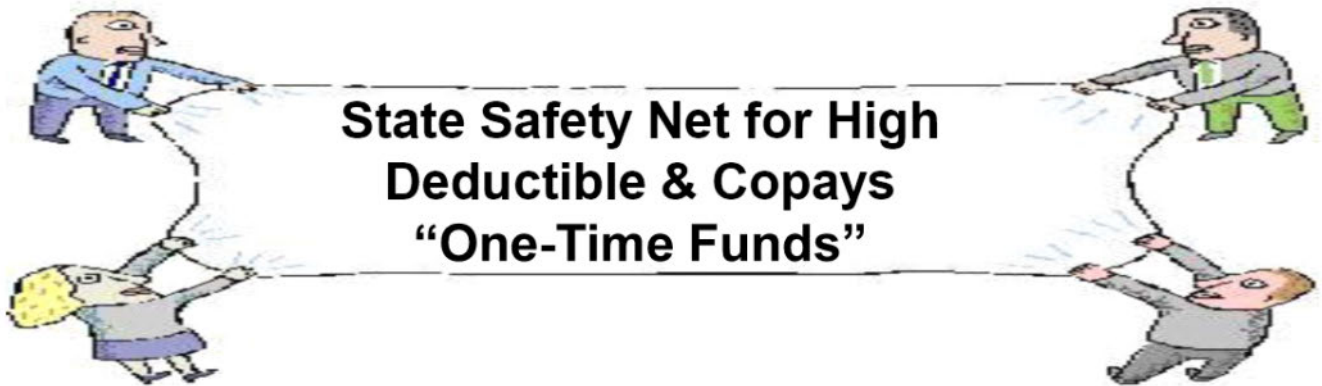 State Safety Net for High
Deductible & Copays
“One-Time Funds”